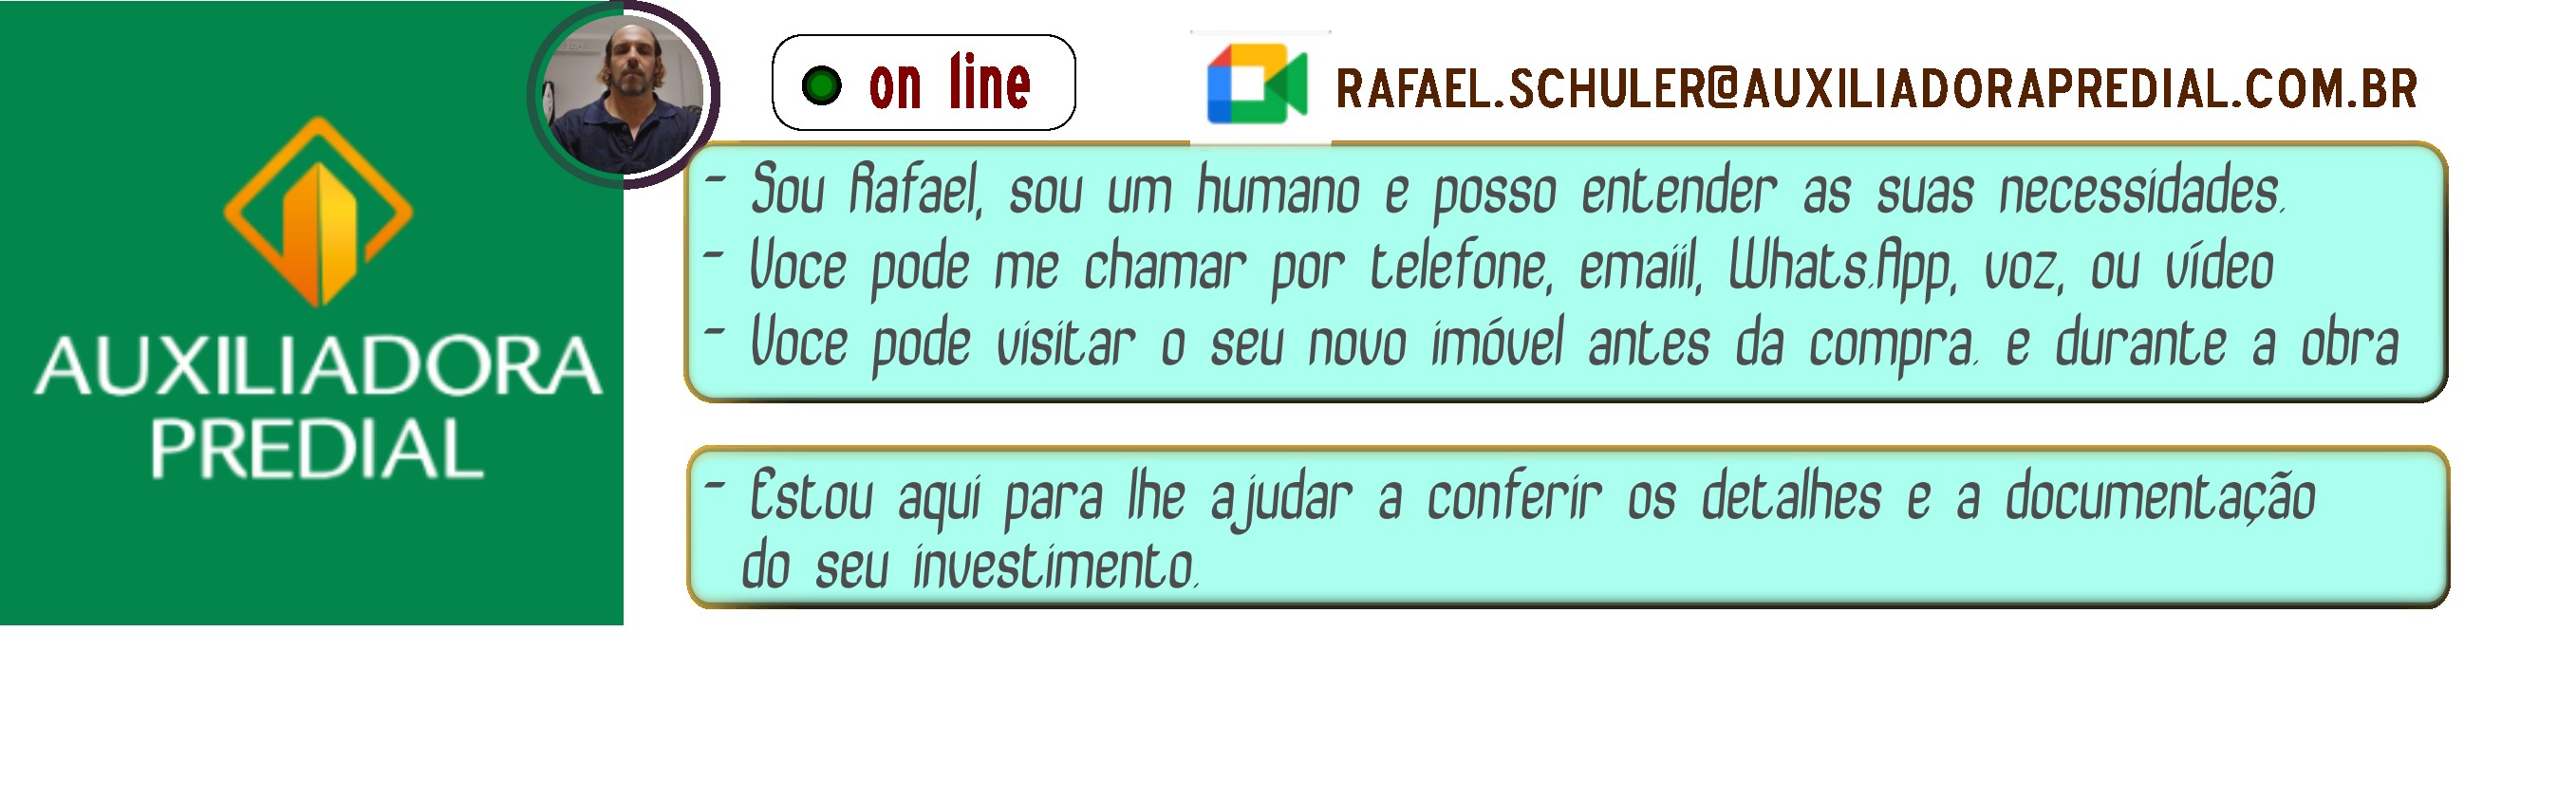 AUXILIADORA
PREDIAL
on line
RAFAEL.SCHULER@AUXILIADORAPREDIAL.COM.BR
- Sou Rafael, sou um humano e posso entender as suas necessidades.
- Voce pode me chamar por telefone, emaiil, Whats.App, voz, ou vídeo
- Voce pode visitar o seu novo imóvel antes da compra. e durante a obra
- Estou aqui para lhe ajudar a conferir os detalhes e a documentação
do seu investimento.